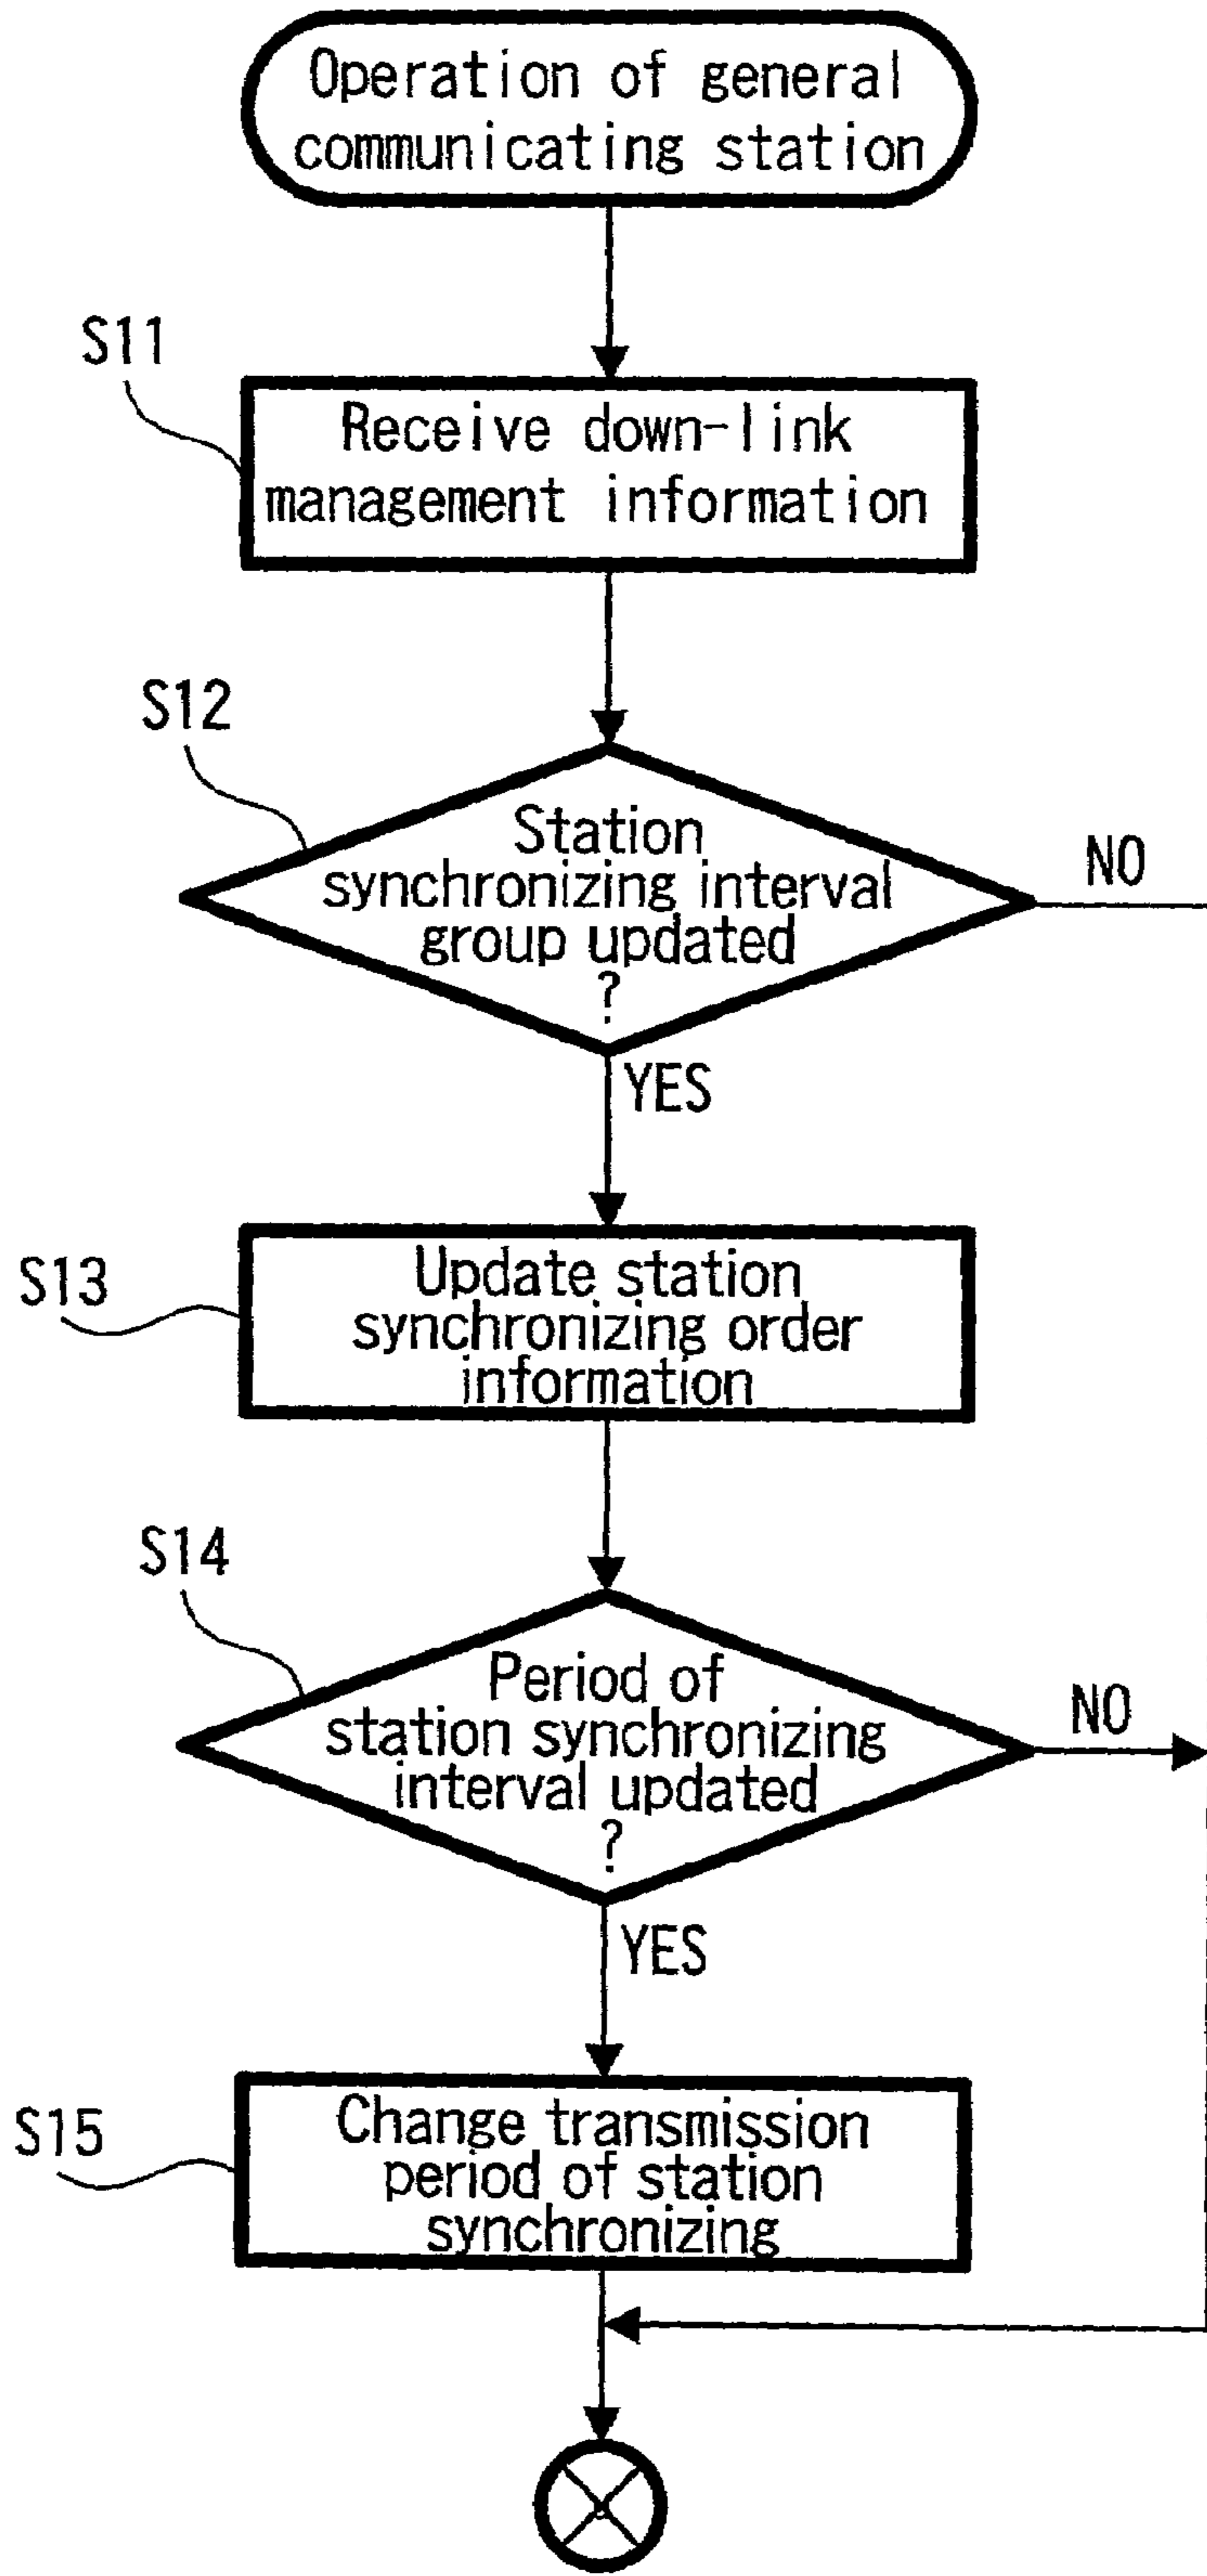 Operation of general
communicating station
S11
Receive down-link
management information
S12
Station
synchronizing interval
group updated
?
NO
YES
S13
Update station
synchronizing order
information
S14
Period of
station synchronizing
interval updated
?
NO
YES
S15
Change transmission
period of station
synchronizing